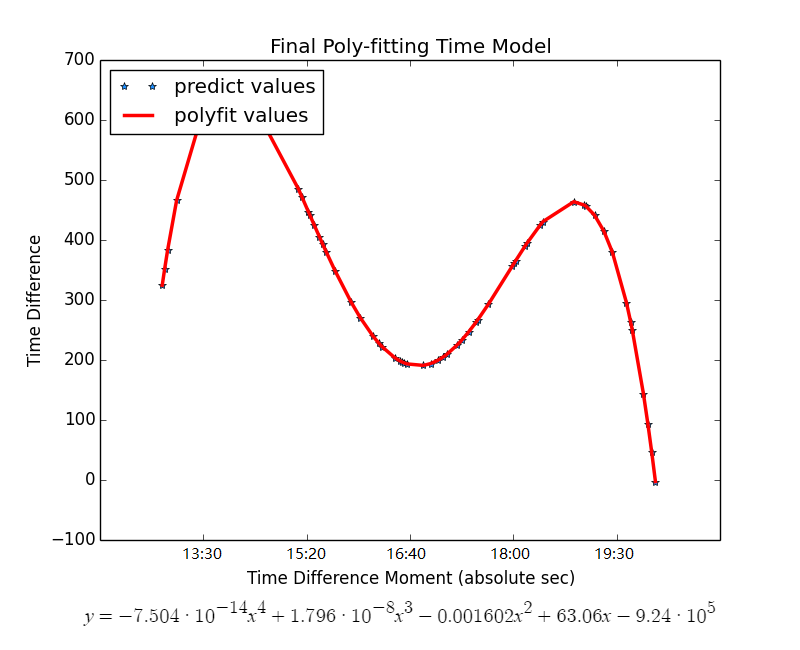 Final Poly-fitting Time Model
700
600
500
400
300
200
100
0
−100
predict values
polyfit values
Time Difference
13:30 15:20 16:40 18:00 19:30
Time Difference Moment (absolute sec)
y = −7.504 · 10^−14 x^4 + 1.796 · 10^−8 x^3 − 0.001602x^2 + 63.06x − 9.24 · 10^5